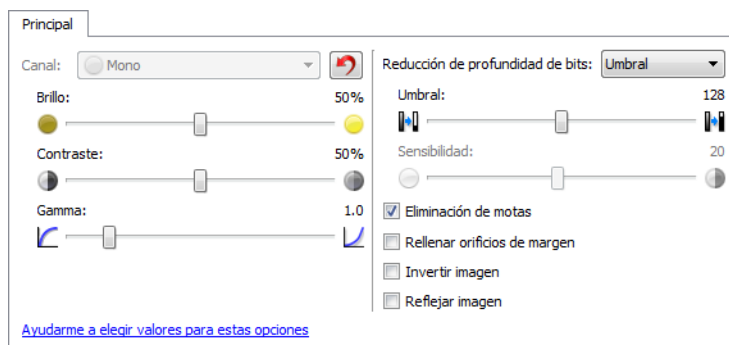 Principal
Canal: Mono
Brillo: 50%
Contraste: 50%
Gamma: 1.0
Ayudarme a elegir valores para estas opciones
Reducción de profundidad de bits: Umbral
Umbral: 128
Sensibilidad: 20
Eliminación de motas
Rellenar orificios de margen
Invertir imagen
Reflejar imagen